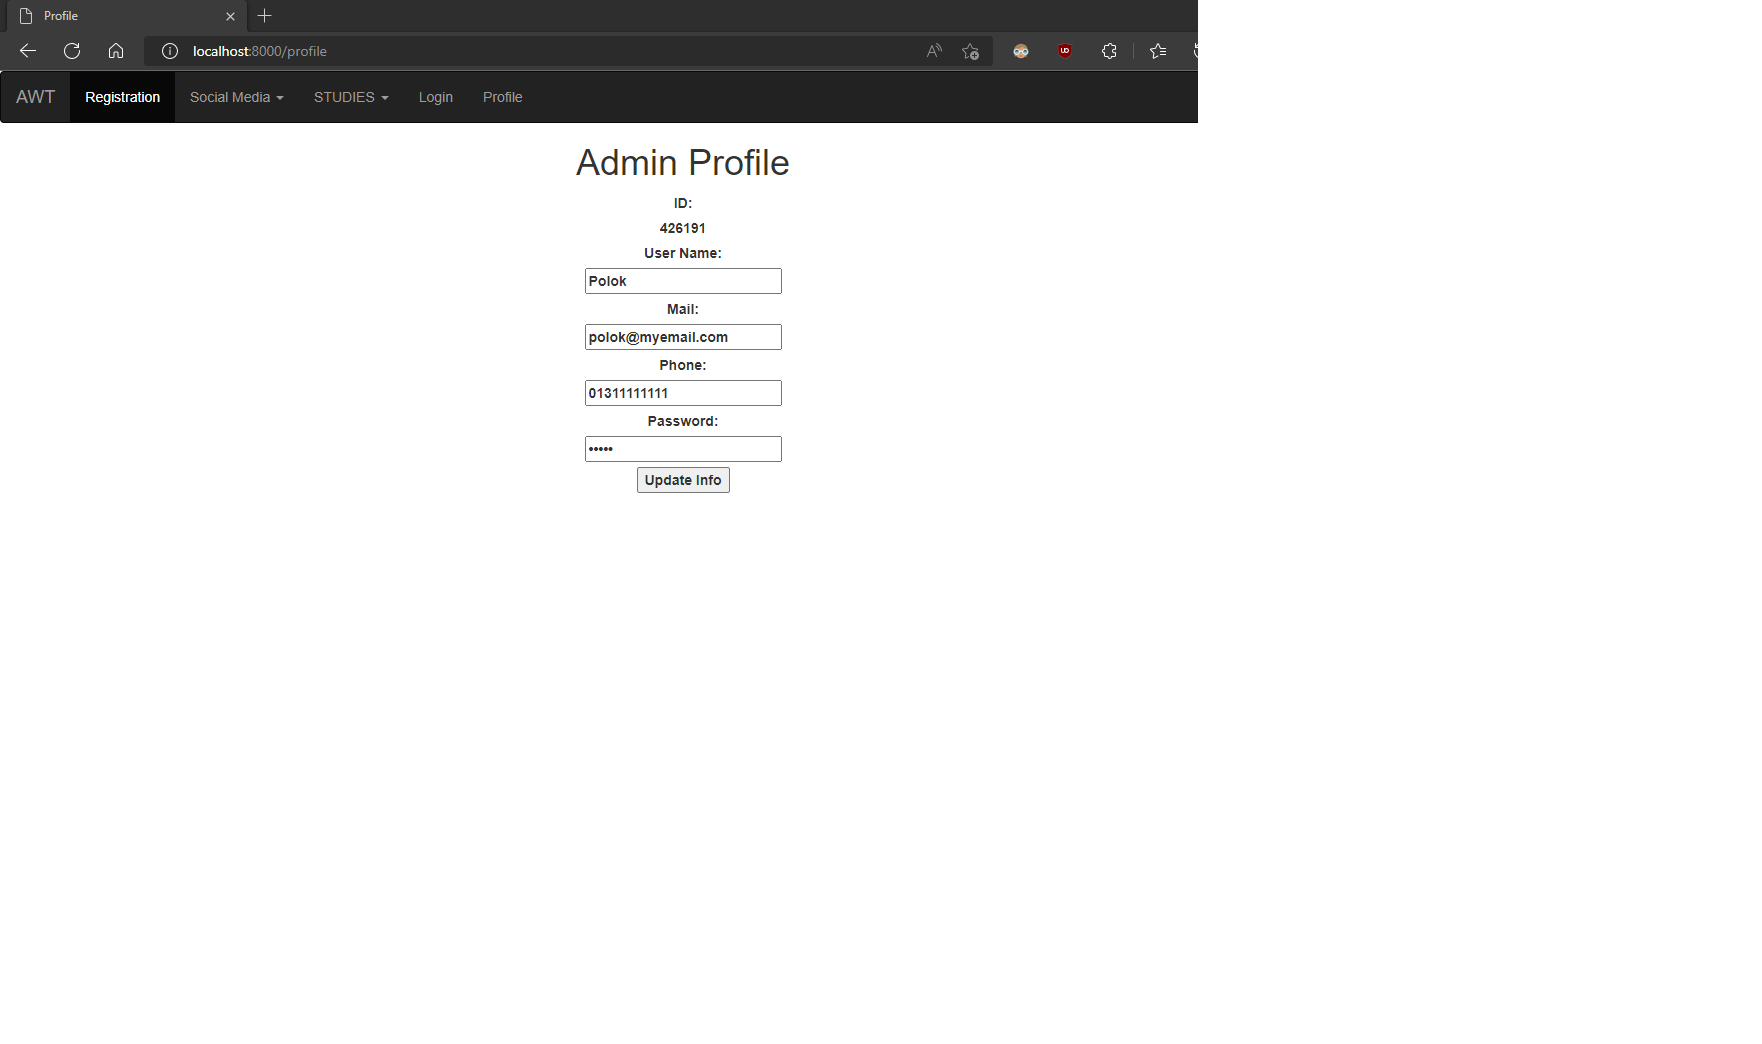 Profile
localhost:8000/profile
AWT Registration Social Media STUDIES Login Profile
Admin Profile
ID:
426191
User Name:
Polok
Mail:
polok@myemail.com
Phone:
01311111111
Password:
•••••
Update Info